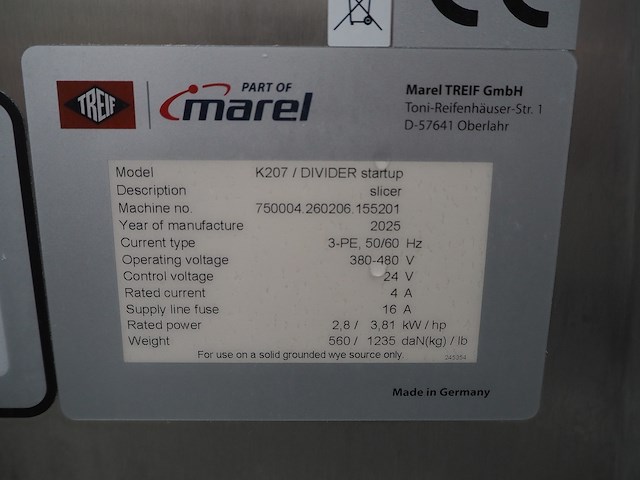 CE
TREIF
PART OF
marel
Marel TREIF GmbH
Toni-Reifenhäuser-Str. 1
D-57641 Oberlahr
Model K207 / DIVIDER startup
Description slicer
Machine no. 750004.260206.155201
Year of manufacture 2025
Current type 3-PE, 50/60 Hz
Operating voltage 380-480 V
Control voltage 24 V
Rated current 4 A
Supply line fuse 16 A
Rated power 2,8 / 3,81 kW / hp
Weight 560 / 1235 daN(kg) / lb
For use on a solid grounded wye source only.
Made in Germany